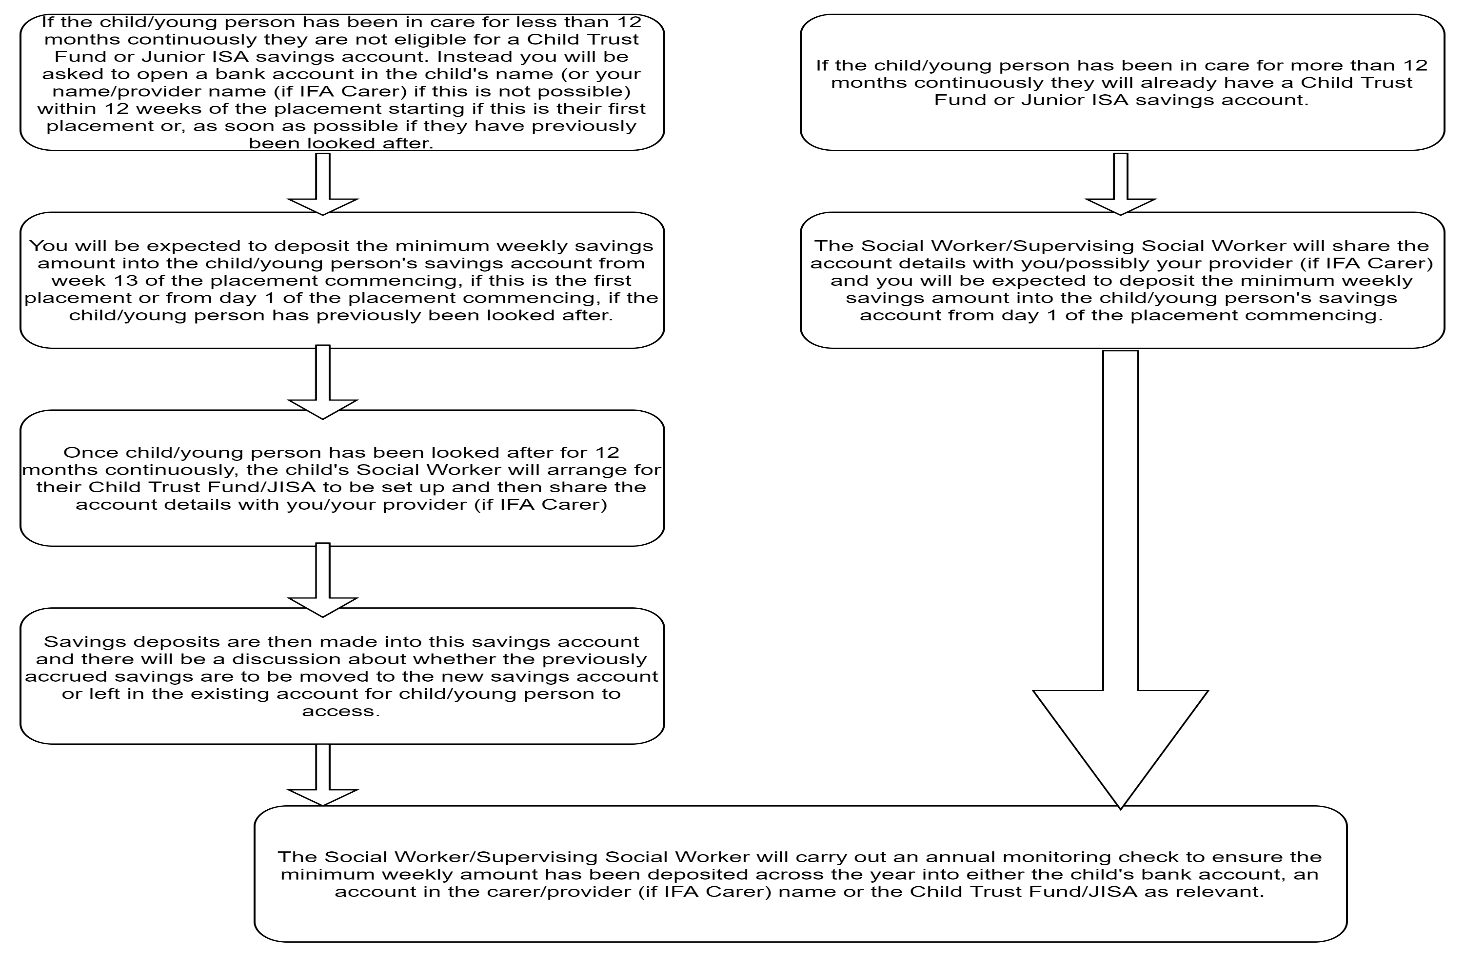 If the child/young person has been in care for less than 12
months continuously they are not eligible for a Child Trust
Fund or Junior ISA savings account. Instead you will be
asked to open a bank account in the child's name (or your
name/provider name (if IFA Carer) if this is not possible)
within 12 weeks of the placement starting if this is their first
placement or, as soon as possible if they have previously
been looked after.
You will be expected to deposit the minimum weekly savings
amount into the child/young person's savings account from
week 13 of the placement commencing, if this is the first
placement or from day 1 of the placement commencing, if the
child/young person has previously been looked after.
Once child/young person has been looked after for 12
months continuously, the child's Social Worker will arrange for
their Child Trust Fund/JISA to be set up and then share the
account details with you/your provider (if IFA Carer)
Savings deposits are then made into this savings account
and there will be a discussion about whether the previously
accrued savings are to be moved to the new savings account
or left in the existing account for child/young person to
access.
If the child/young person has been in care for more than 12
months continuously they will already have a Child Trust
Fund or Junior ISA savings account.
The Social Worker/Supervising Social Worker will share the
account details with you/possibly your provider (if IFA Carer)
and you will be expected to deposit the minimum weekly
savings amount into the child/young person's savings
account from day 1 of the placement commencing.
The Social Worker/Supervising Social Worker will carry out an annual monitoring check to ensure the
minimum weekly amount has been deposited across the year into either the child's bank account, an
account in the carer/provider (if IFA Carer) name or the Child Trust Fund/JISA as relevant.